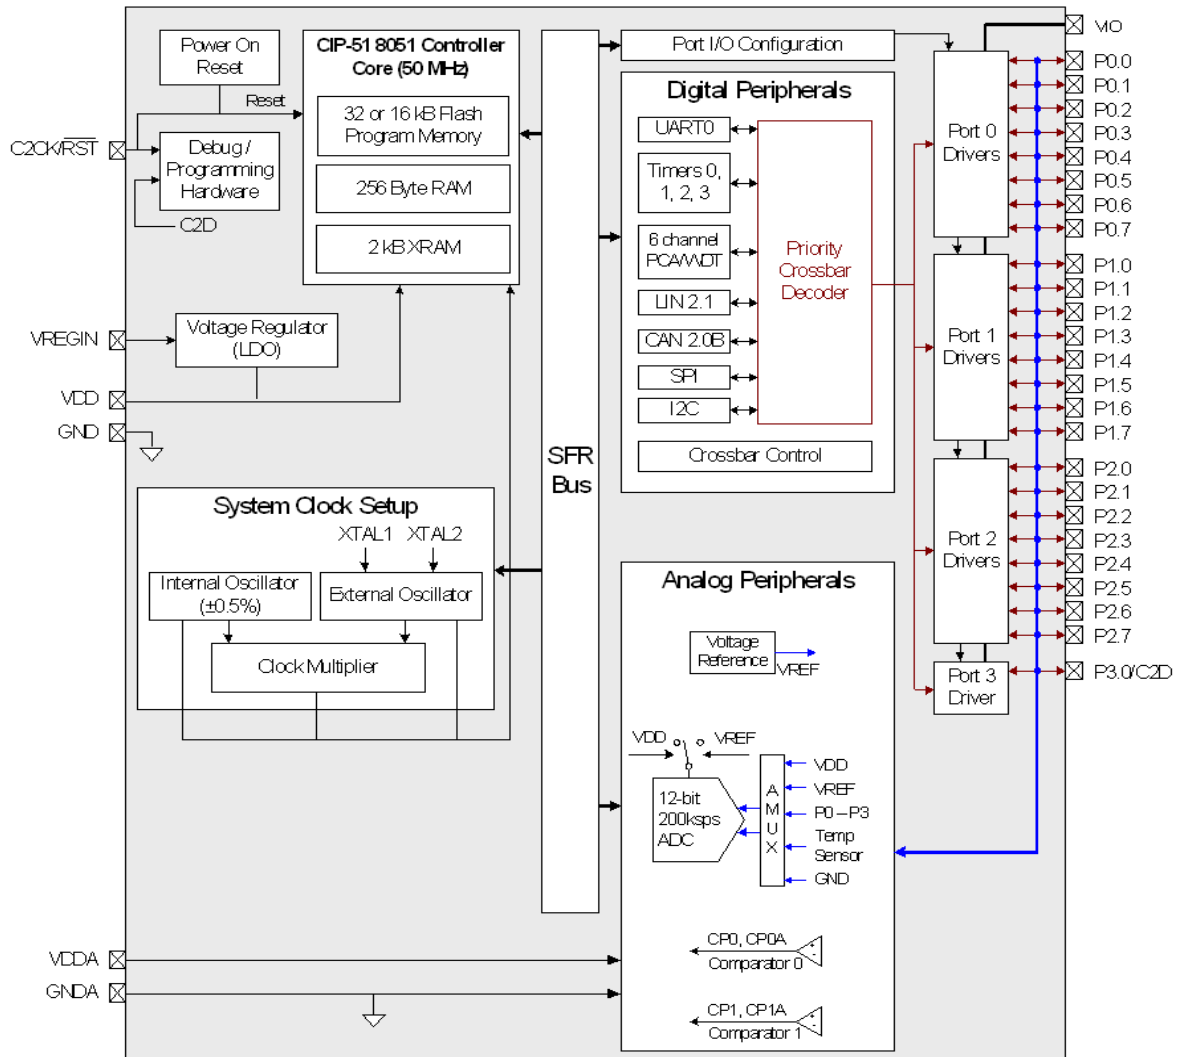 Power On
Reset
CIP-51 8051 Controller
Core (50 MHz)
32 or 16 kB Flash
Program Memory
256 Byte RAM
2 kB XRAM
Reset
C2CK/RST
Debug /
Programming
Hardware
C2D
VREGIN
Voltage Regulator
(LDO)
VDD
GND
System Clock Setup
XTAL1
XTAL2
Internal Oscillator
(±0.5%)
External Oscillator
Clock Multiplier
VDDA
GNDA
SFR
Bus
Port I/O Configuration
Digital Peripherals
UART0
Timers 0,
1, 2, 3
6 channel
PCA/WDT
LIN 2.1
CAN 2.0B
SPI
I2C
Priority
Crossbar
Decoder
Crossbar Control
Analog Peripherals
Voltage
Reference
VREF
VDD
VREF
12-bit
200ksps
ADC
A
M
U
X
VDD
VREF
P0 – P3
Temp
Sensor
GND
CP0, CP0A
Comparator 0
CP1, CP1A
Comparator 1
Port 0
Drivers
Port 1
Drivers
Port 2
Drivers
Port 3
Driver
VIO
P0.0
P0.1
P0.2
P0.3
P0.4
P0.5
P0.6
P0.7
P1.0
P1.1
P1.2
P1.3
P1.4
P1.5
P1.6
P1.7
P2.0
P2.1
P2.2
P2.3
P2.4
P2.5
P2.6
P2.7
P3.0/C2D